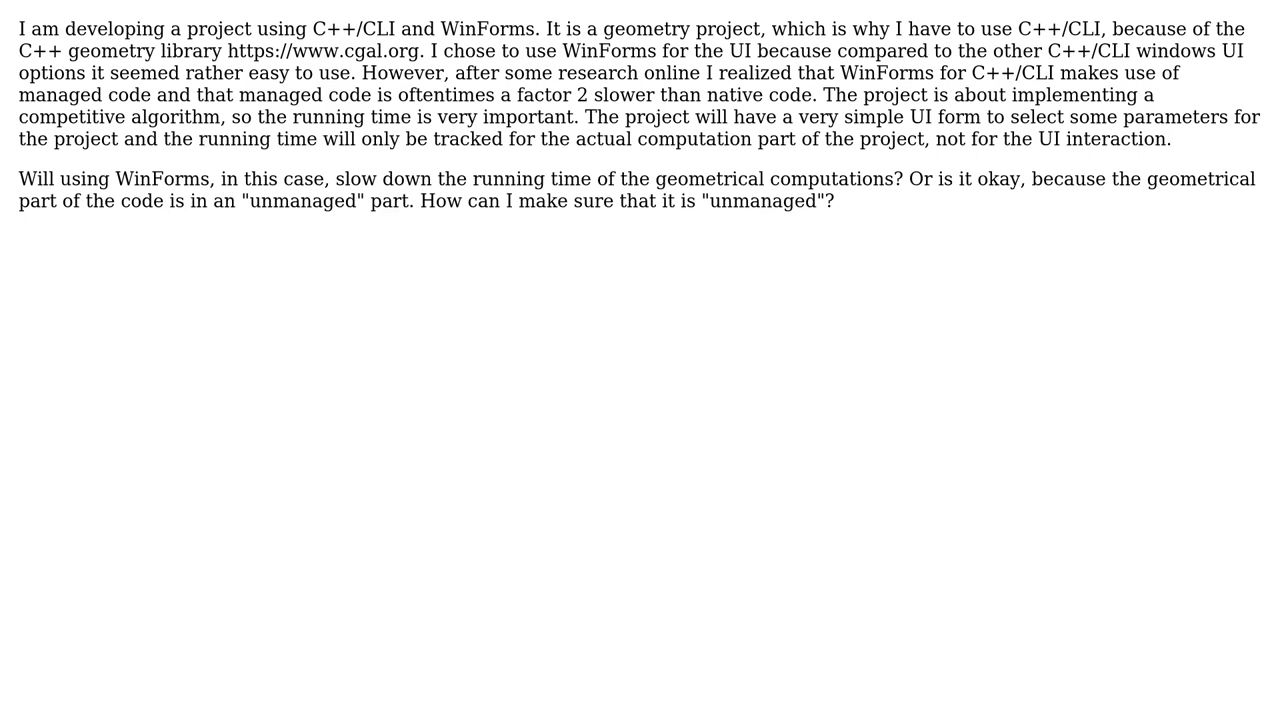 I am developing a project using C++/CLI and WinForms. It is a geometry project, which is why I have to use C++/CLI, because of the
C++ geometry library https://www.cgal.org. I chose to use WinForms for the UI because compared to the other C++/CLI windows UI
options it seemed rather easy to use. However, after some research online I realized that WinForms for C++/CLI makes use of
managed code and that managed code is oftentimes a factor 2 slower than native code. The project is about implementing a
competitive algorithm, so the running time is very important. The project will have a very simple UI form to select some parameters for
the project and the running time will only be tracked for the actual computation part of the project, not for the UI interaction.
Will using WinForms, in this case, slow down the running time of the geometrical computations? Or is it okay, because the geometrical
part of the code is in an "unmanaged" part. How can I make sure that it is "unmanaged"?